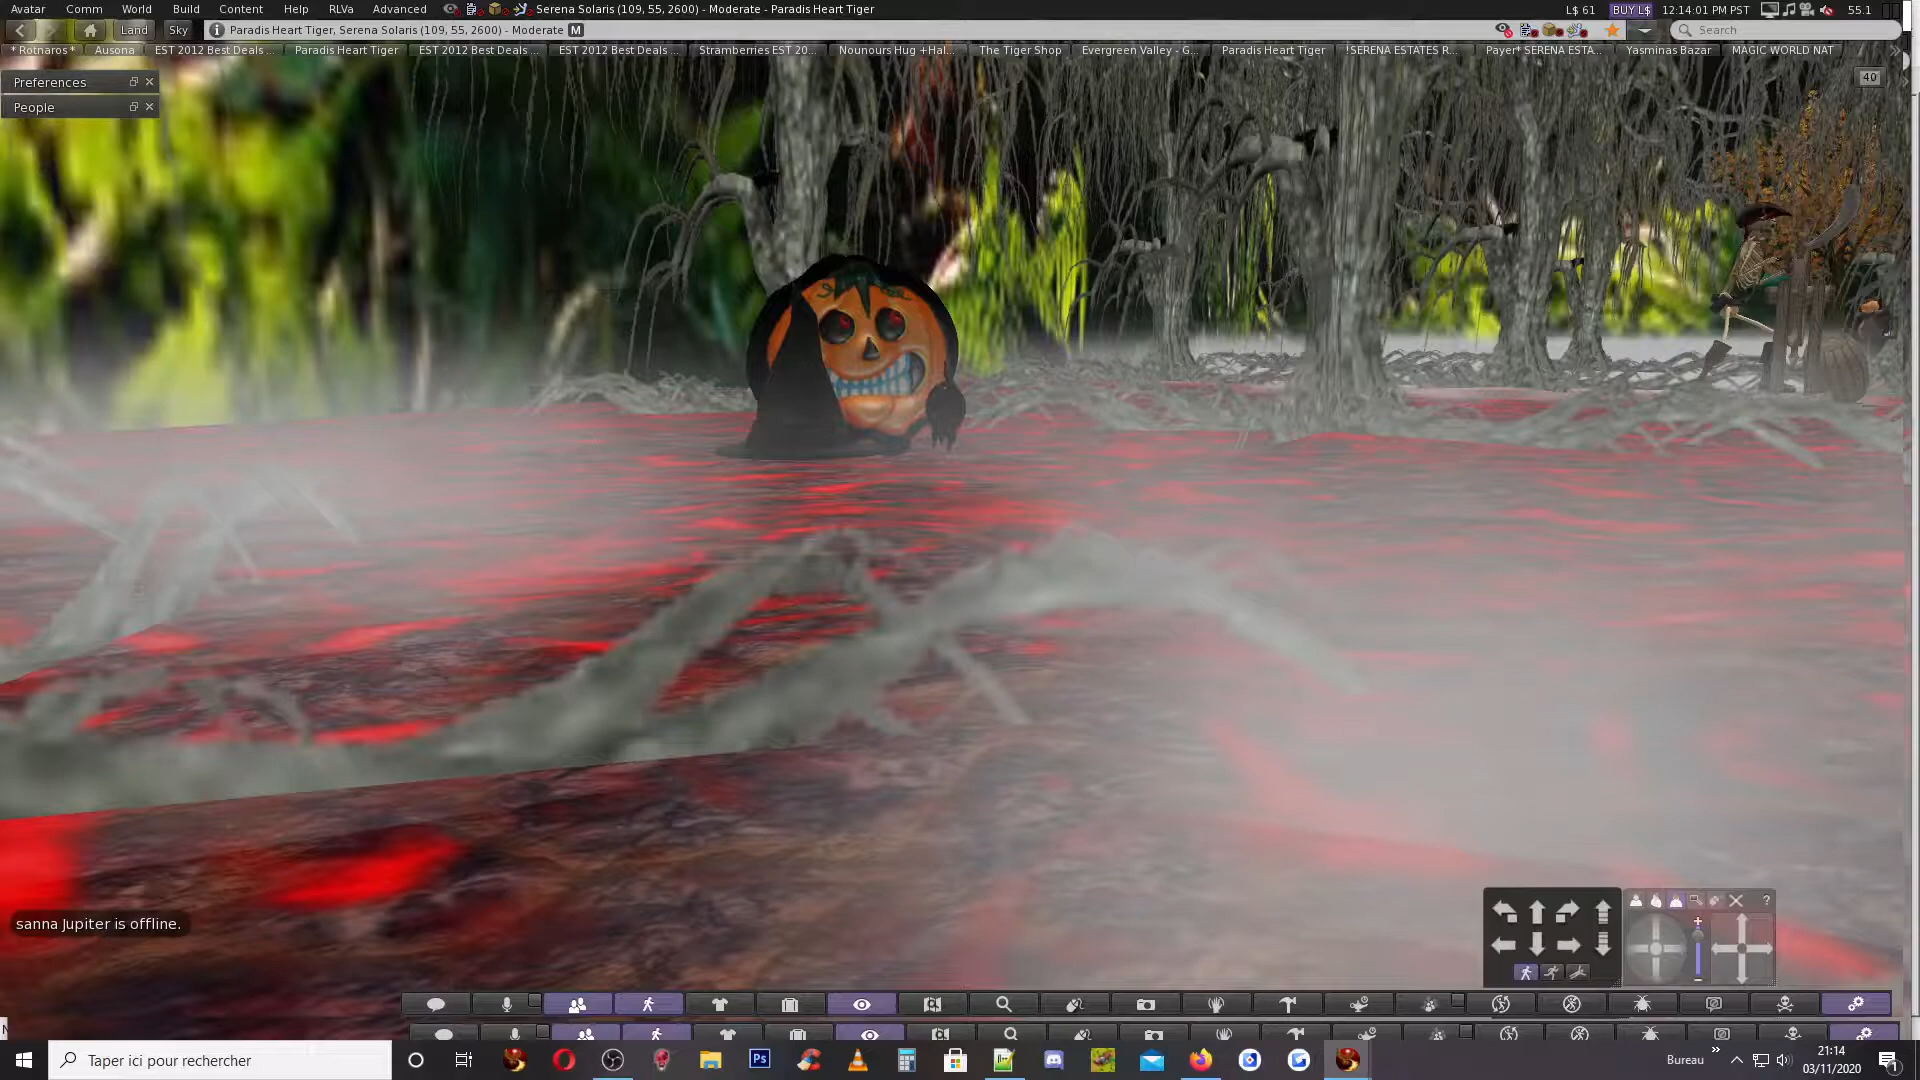 Avatar Comm World Build Content Help RLVa Advanced Serena Solaris (109, 55, 2600) - Moderate - Paradis Heart Tiger L$ 61 BUY L$ 12:14:01 PM PST 55.1
Land Sky Paradis Heart Tiger, Serena Solaris (109, 55, 2600) - Moderate M Search
* Rotnaros * Ausona EST 2012 Best Deals ... Paradis Heart Tiger EST 2012 Best Deals ... EST 2012 Best Deals ... Stramberries EST 20... Nounours Hug +Hal... The Tiger Shop Evergreen Valley - G... Paradis Heart Tiger !SERENA ESTATES R... Payer* SERENA ESTA... Yasminas Bazar MAGIC WORLD NAT
40
Preferences
People
sanna Jupiter is offline.
?
Taper ici pour rechercher
Ps
Bureau
21:14
03/11/2020
1